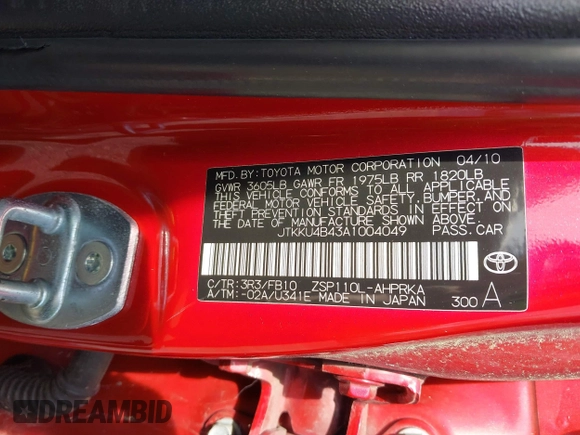 MFD. BY: TOYOTA MOTOR CORPORATION 04/10
GVWR 3605LB GAWR FR 1975LB RR 1820LB
THIS VEHICLE CONFORMS TO ALL APPLICABLE
FEDERAL MOTOR VEHICLE SAFETY, BUMPER, AND
THEFT PREVENTION STANDARDS IN EFFECT ON
THE DATE OF MANUFACTURE SHOWN ABOVE.
JTKKU4B43A1004049 PASS. CAR
C/TR: 3R3/FB10 ZSP110L-AHPRKA
A/TM: -02A/U341E MADE IN JAPAN 300 A
DREAMBID